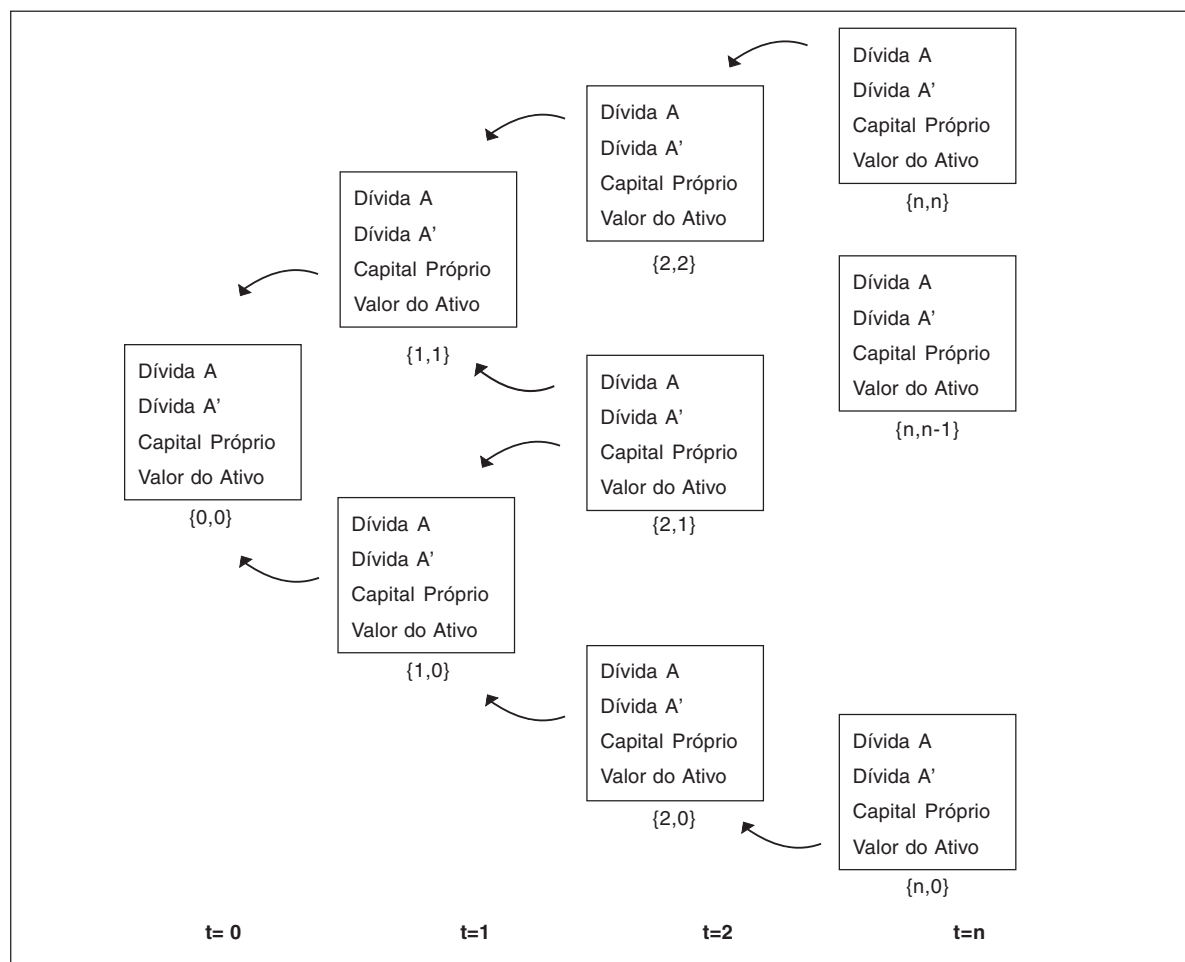 Dívida A
Dívida A'
Capital Próprio
Valor do Ativo
{0,0}
Dívida A
Dívida A'
Capital Próprio
Valor do Ativo
{1,1}
Dívida A
Dívida A'
Capital Próprio
Valor do Ativo
{1,0}
Dívida A
Dívida A'
Capital Próprio
Valor do Ativo
{2,2}
Dívida A
Dívida A'
Capital Próprio
Valor do Ativo
{2,1}
Dívida A
Dívida A'
Capital Próprio
Valor do Ativo
{2,0}
Dívida A
Dívida A'
Capital Próprio
Valor do Ativo
{n,n}
Dívida A
Dívida A'
Capital Próprio
Valor do Ativo
{n,n-1}
Dívida A
Dívida A'
Capital Próprio
Valor do Ativo
{n,0}
t= 0
t=1
t=2
t=n